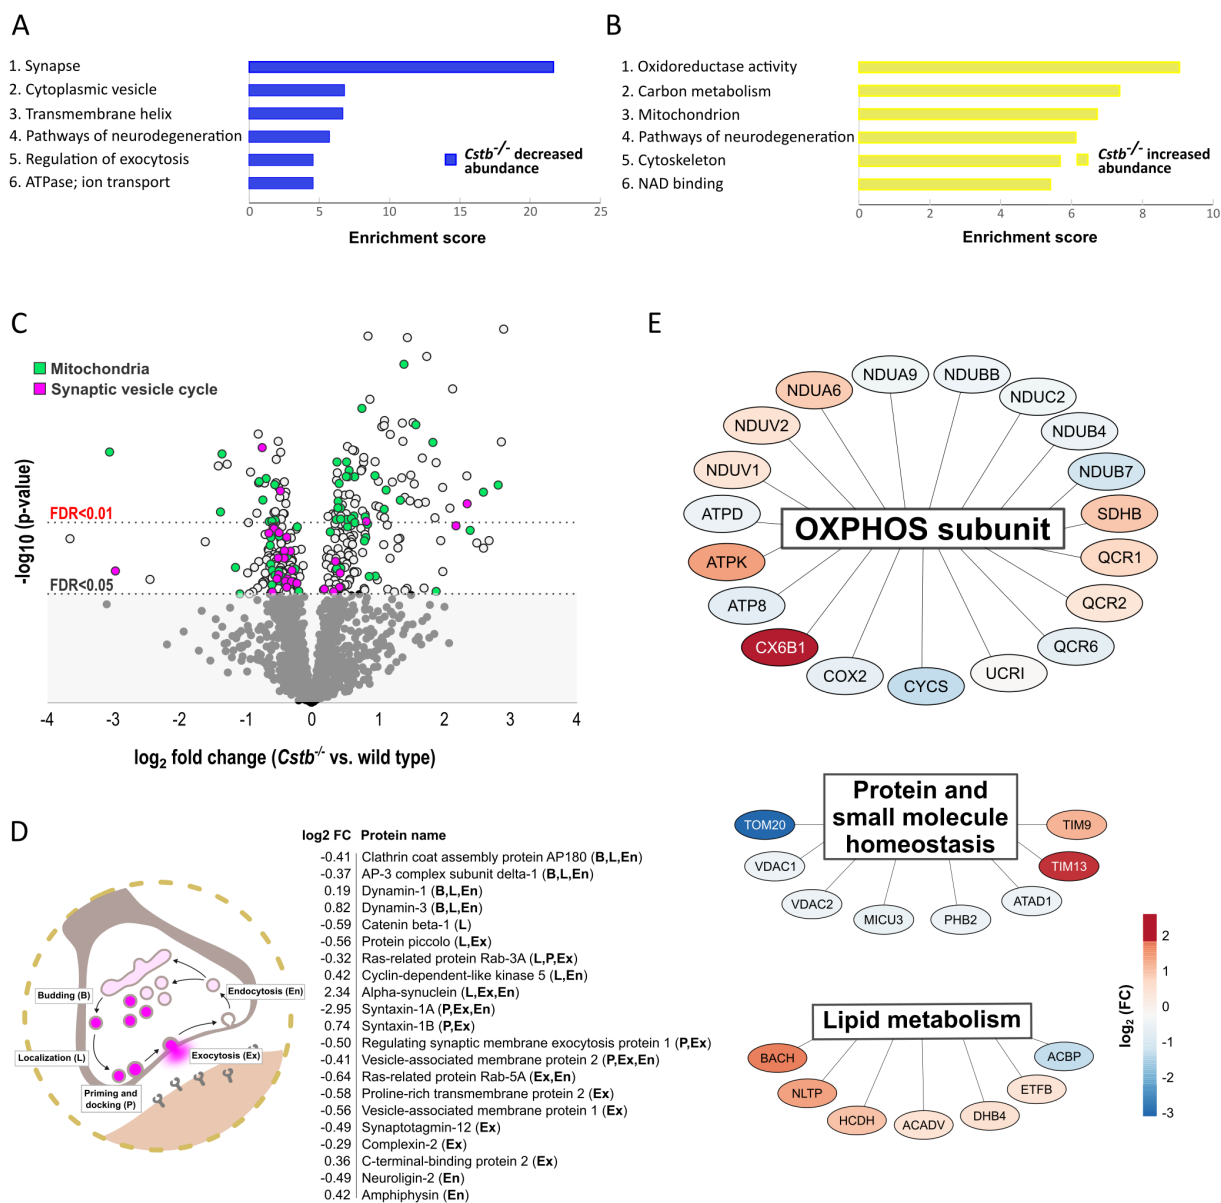 A
1. Synapse
2. Cytoplasmic vesicle
3. Transmembrane helix
4. Pathways of neurodegeneration
5. Regulation of exocytosis
6. ATPase; ion transport
Cstb-/- decreased
abundance
0 5 10 15 20 25
Enrichment score
B
1. Oxidoreductase activity
2. Carbon metabolism
3. Mitochondrion
4. Pathways of neurodegeneration
5. Cytoskeleton
6. NAD binding
Cstb-/- increased
abundance
0 2 4 6 8 10
Enrichment score
C
Mitochondria
Synaptic vesicle cycle
-log10 (p-value)
FDR<0.01
FDR<0.05
-4 -3 -2 -1 0 1 2 3 4
log2 fold change (Cstb-/- vs. wild type)
D
Budding (B)
Endocytosis (En)
Localization (L)
Exocytosis (Ex)
Priming and
docking (P)
log2 FC Protein name
-0.41 Clathrin coat assembly protein AP180 (B,L,En)
-0.37 AP-3 complex subunit delta-1 (B,L,En)
0.19 Dynamin-1 (B,L,En)
0.82 Dynamin-3 (B,L,En)
-0.59 Catenin beta-1 (L)
-0.56 Protein piccolo (L,Ex)
-0.32 Ras-related protein Rab-3A (L,P,Ex)
0.42 Cyclin-dependent-like kinase 5 (L,En)
2.34 Alpha-synuclein (L,Ex,En)
-2.95 Syntaxin-1A (P,Ex,En)
0.74 Syntaxin-1B (P,Ex)
-0.50 Regulating synaptic membrane exocytosis protein 1 (P,Ex)
-0.41 Vesicle-associated membrane protein 2 (P,Ex,En)
-0.64 Ras-related protein Rab-5A (Ex,En)
-0.58 Proline-rich transmembrane protein 2 (Ex)
-0.56 Vesicle-associated membrane protein 1 (Ex)
-0.49 Synaptotagmin-12 (Ex)
-0.29 Complexin-2 (Ex)
0.36 C-terminal-binding protein 2 (Ex)
-0.49 Neuroligin-2 (En)
0.42 Amphiphysin (En)
E
NDUA9
NDUBB
NDUA6
NDUC2
NDUV2
NDUB4
NDUV1
NDUB7
ATPD
OXPHOS subunit
SDHB
ATPK
QCR1
ATP8
QCR2
CX6B1
QCR6
COX2
CYCS
UCRI
Protein and
small molecule
homeostasis
TOM20
TIM9
VDAC1
TIM13
VDAC2
MICU3
PHB2
ATAD1
Lipid metabolism
BACH
ACBP
NLTP
ETFB
HCDH
ACADV
DHB4
log2 (FC)
2
1
0
-1
-2
-3